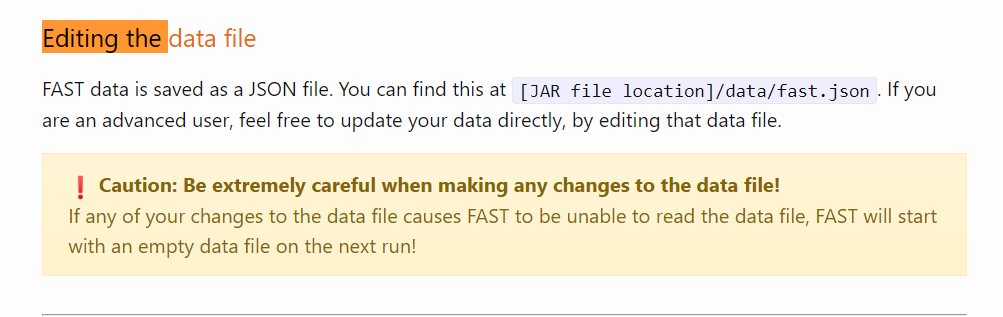 Editing the data file
FAST data is saved as a JSON file. You can find this at [JAR file location]/data/fast.json. If you
are an advanced user, feel free to update your data directly, by editing that data file.
❗ Caution: Be extremely careful when making any changes to the data file!
If any of your changes to the data file causes FAST to be unable to read the data file, FAST will start
with an empty data file on the next run!